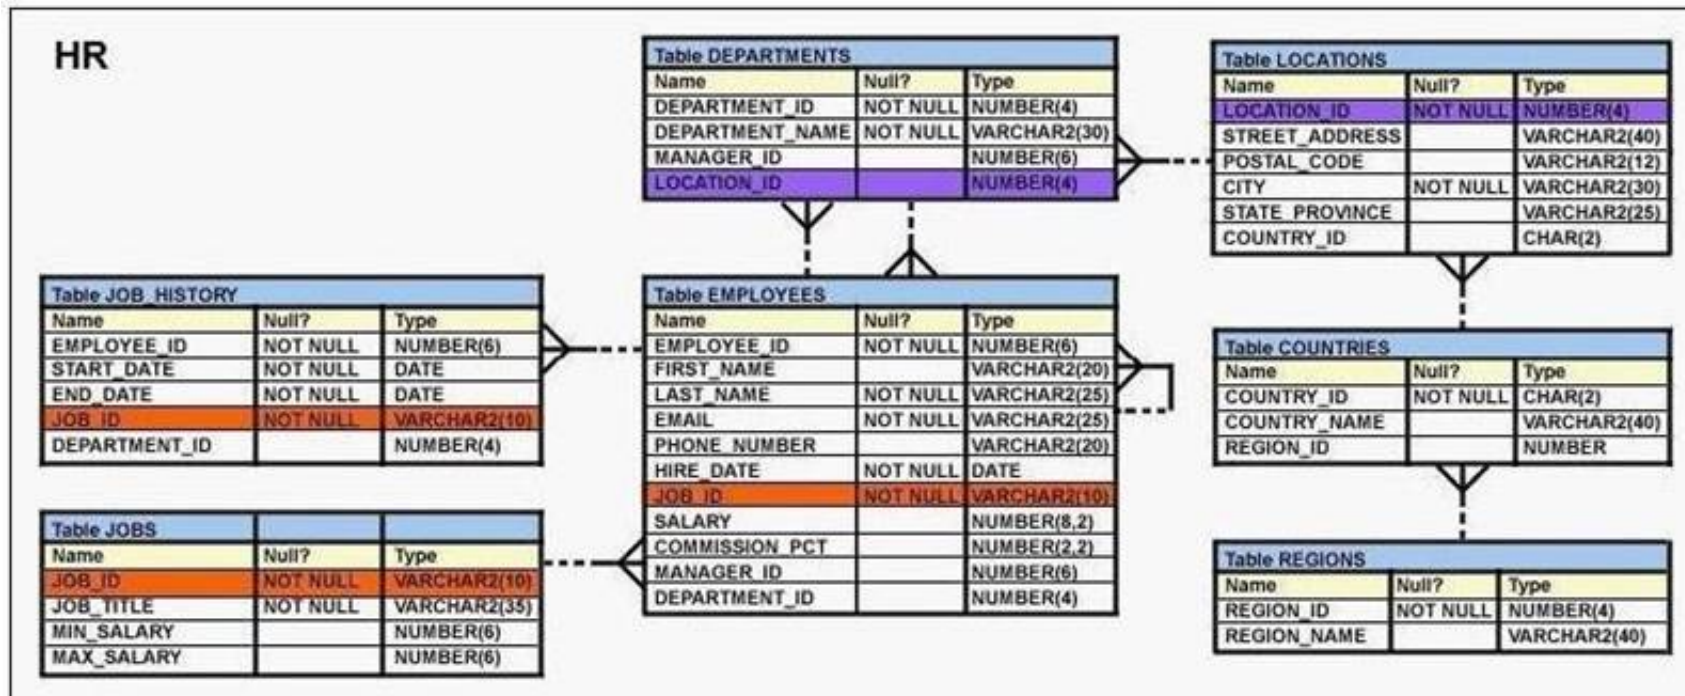 HR
Table DEPARTMENTS
Name Null? Type
DEPARTMENT_ID NOT NULL NUMBER(4)
DEPARTMENT_NAME NOT NULL VARCHAR2(30)
MANAGER_ID NUMBER(6)
LOCATION_ID NUMBER(4)
Table LOCATIONS
Name Null? Type
LOCATION_ID NOT NULL NUMBER(4)
STREET_ADDRESS VARCHAR2(40)
POSTAL_CODE VARCHAR2(12)
CITY NOT NULL VARCHAR2(30)
STATE_PROVINCE VARCHAR2(25)
COUNTRY_ID CHAR(2)
Table JOB_HISTORY
Name Null? Type
EMPLOYEE_ID NOT NULL NUMBER(6)
START_DATE NOT NULL DATE
END_DATE NOT NULL DATE
JOB_ID NOT NULL VARCHAR2(10)
DEPARTMENT_ID NUMBER(4)
Table EMPLOYEES
Name Null? Type
EMPLOYEE_ID NOT NULL NUMBER(6)
FIRST_NAME VARCHAR2(20)
LAST_NAME NOT NULL VARCHAR2(25)
EMAIL NOT NULL VARCHAR2(25)
PHONE_NUMBER VARCHAR2(20)
HIRE_DATE NOT NULL DATE
JOB_ID NOT NULL VARCHAR2(10)
SALARY NUMBER(8,2)
COMMISSION_PCT NUMBER(2,2)
MANAGER_ID NUMBER(6)
DEPARTMENT_ID NUMBER(4)
Table COUNTRIES
Name Null? Type
COUNTRY_ID NOT NULL CHAR(2)
COUNTRY_NAME VARCHAR2(40)
REGION_ID NUMBER
Table JOBS
Name Null? Type
JOB_ID NOT NULL VARCHAR2(10)
JOB_TITLE NOT NULL VARCHAR2(35)
MIN_SALARY NUMBER(6)
MAX_SALARY NUMBER(6)
Table REGIONS
Name Null? Type
REGION_ID NOT NULL NUMBER(4)
REGION_NAME VARCHAR2(40)